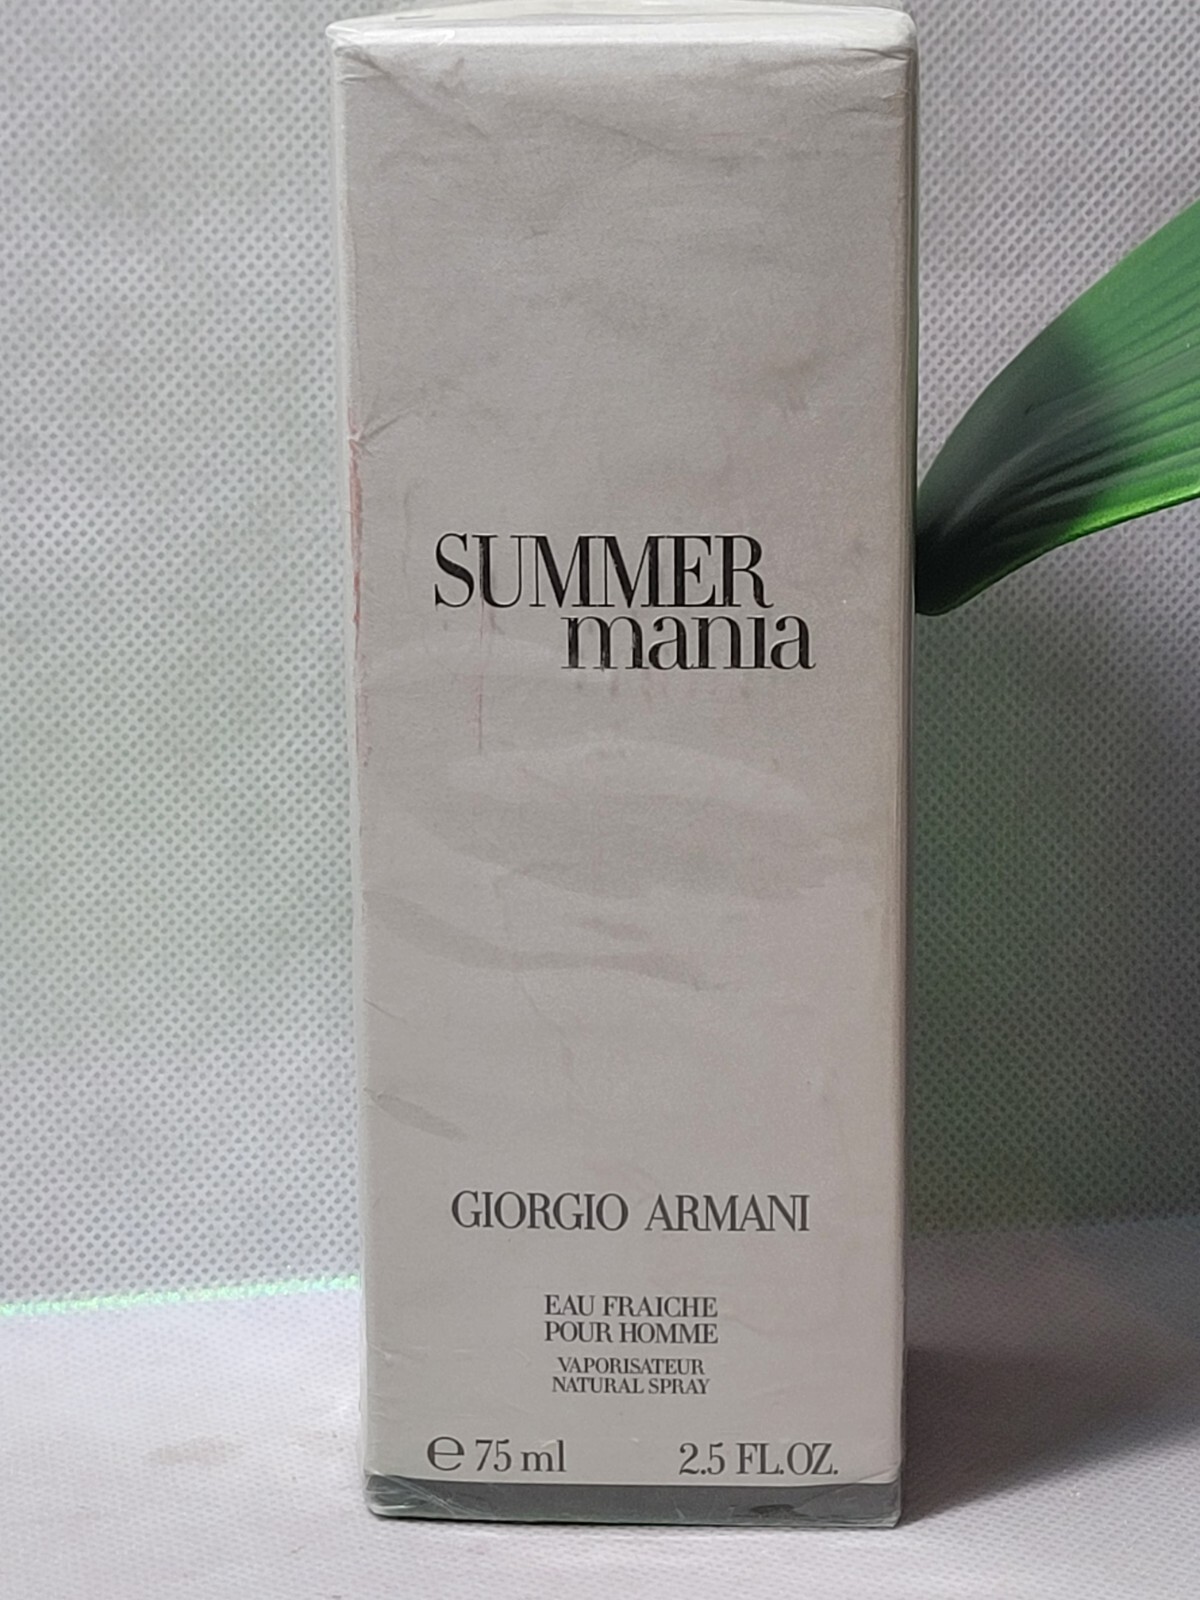 SUMMER
mania
GIORGIO ARMANI
EAU FRAICHE
POUR HOMME
VAPORISATEUR
NATURAL SPRAY
℮ 75 ml 2.5 FL.OZ.